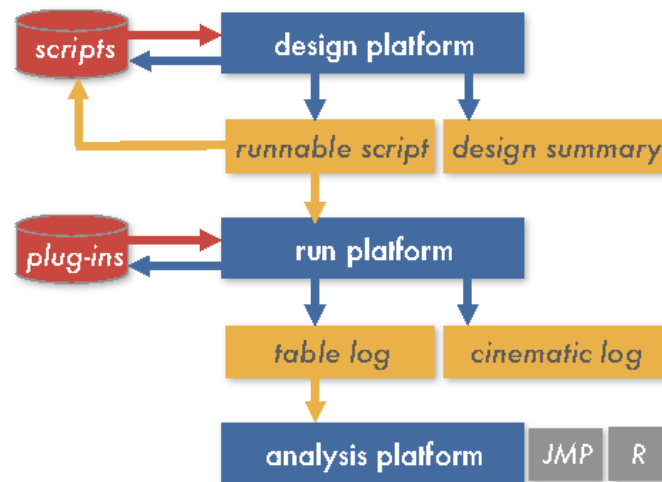 scripts
design platform
runnable script
design summary
plug-ins
run platform
table log
cinematic log
analysis platform
JMP
R